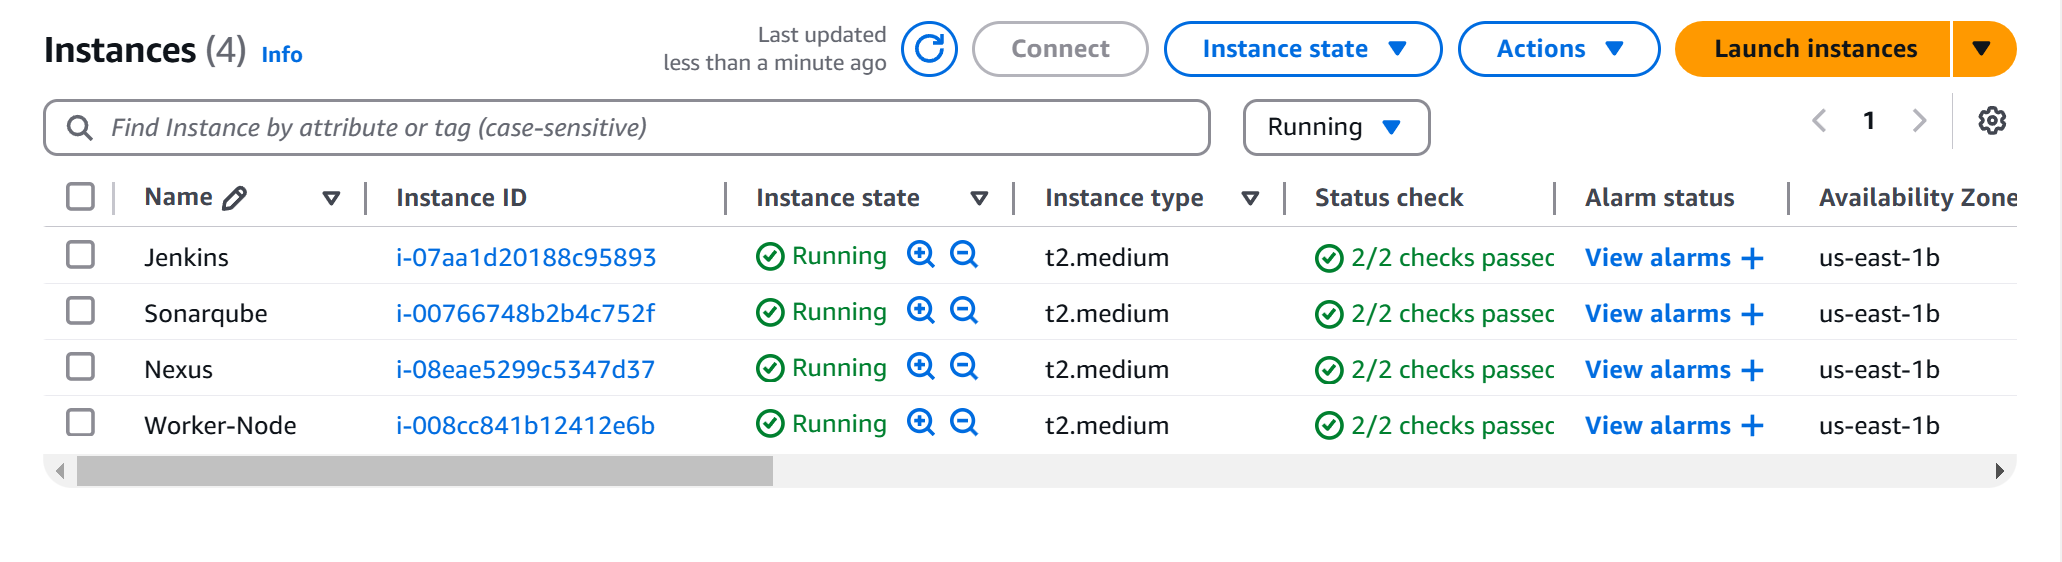 Instances (4) Info
Last updated
less than a minute ago
Connect
Instance state
Actions
Launch instances
Find Instance by attribute or tag (case-sensitive)
Running
1
Name Instance ID Instance state Instance type Status check Alarm status Availability Zone
Jenkins i-07aa1d20188c95893 Running t2.medium 2/2 checks passec View alarms + us-east-1b
Sonarqube i-00766748b2b4c752f Running t2.medium 2/2 checks passec View alarms + us-east-1b
Nexus i-08eae5299c5347d37 Running t2.medium 2/2 checks passec View alarms + us-east-1b
Worker-Node i-008cc841b12412e6b Running t2.medium 2/2 checks passec View alarms + us-east-1b